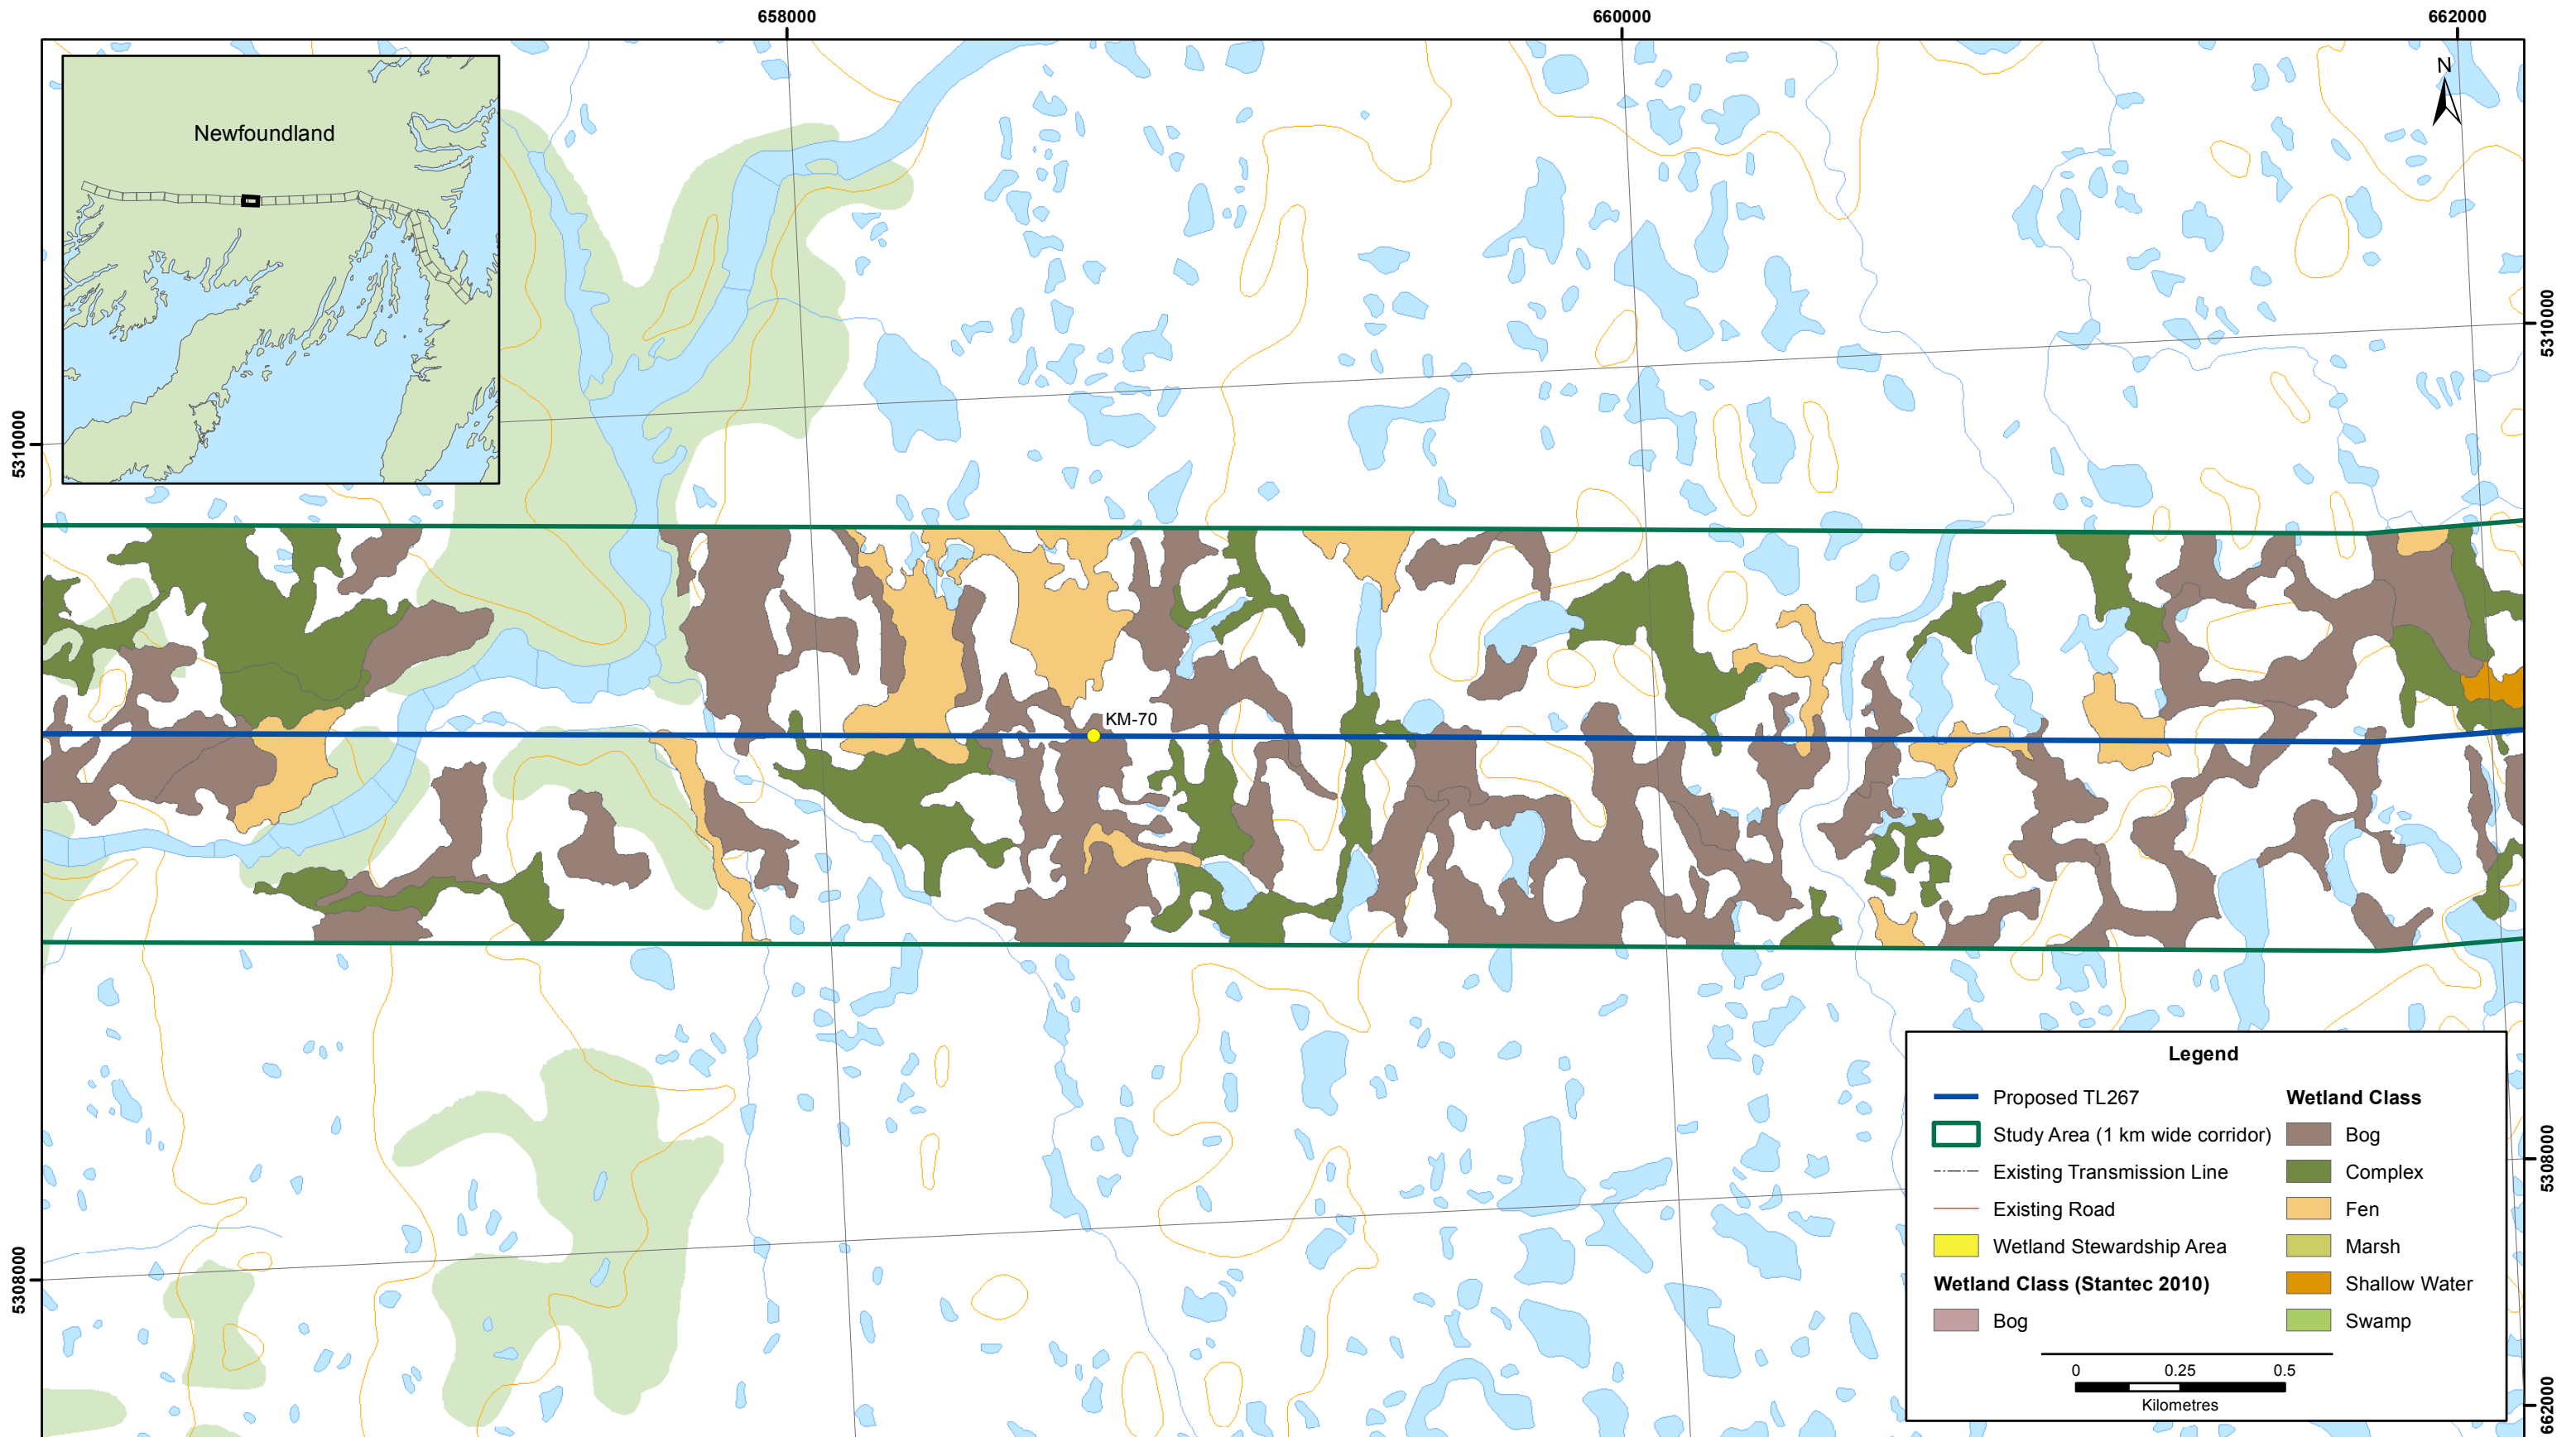 658000
660000
662000
N
Newfoundland
5310000
5310000
KM-70
5308000
5308000
662000
Legend
Proposed TL267
Study Area (1 km wide corridor)
Existing Transmission Line
Existing Road
Wetland Stewardship Area
Wetland Class (Stantec 2010)
Bog
Wetland Class
Bog
Complex
Fen
Marsh
Shallow Water
Swamp
0 0.25 0.5
Kilometres